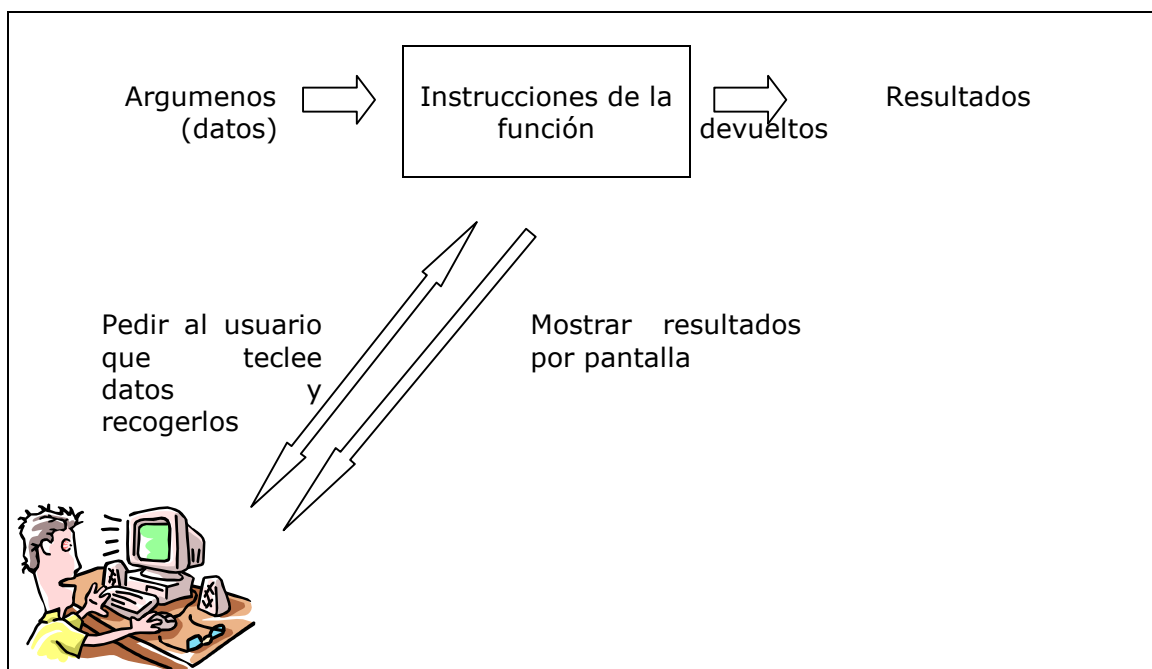 Argumenos
(datos)
Instrucciones de la
función
Resultados
devueltos
Pedir al usuario
que teclee
datos y
recogerlos
Mostrar resultados
por pantalla